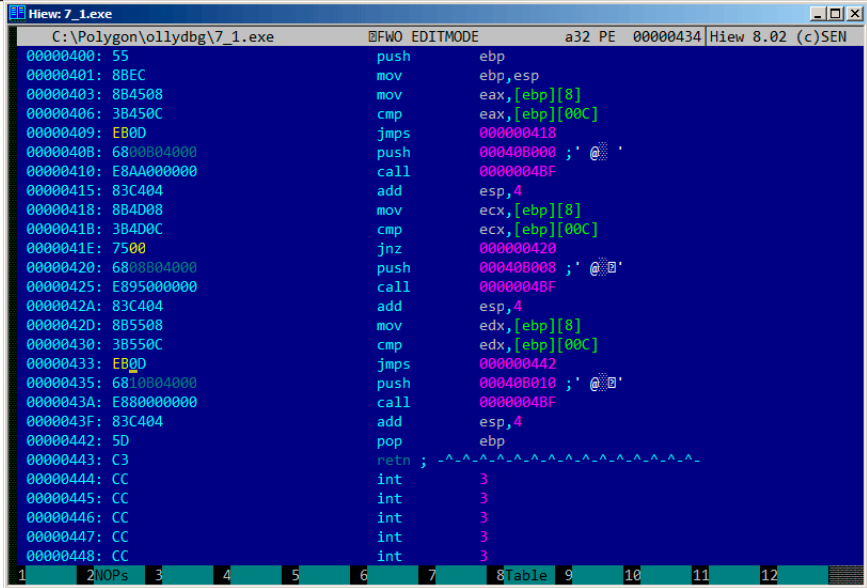 Hiew: 7_1.exe
C:\Polygon\ollydbg\7_1.exe FWO EDITMODE a32 PE 00000434 Hiew 8.02 (c)SEN
00000400: 55 push ebp
00000401: 8BEC mov ebp,esp
00000403: 8B4508 mov eax,[ebp][8]
00000406: 3B450C cmp eax,[ebp][00C]
00000409: EB0D jmps 000000418
0000040B: 6800B04000 push 00040B000 ;' @░ '
00000410: E8AA000000 call 0000004BF
00000415: 83C404 add esp,4
00000418: 8B4D08 mov ecx,[ebp][8]
0000041B: 3B4D0C cmp ecx,[ebp][00C]
0000041E: 7500 jnz 000000420
00000420: 6808B04000 push 00040B008 ;' @░'
00000425: E895000000 call 0000004BF
0000042A: 83C404 add esp,4
0000042D: 8B5508 mov edx,[ebp][8]
00000430: 3B550C cmp edx,[ebp][00C]
00000433: EB0D jmps 000000442
00000435: 6810B04000 push 00040B010 ;' @░'
0000043A: E880000000 call 0000004BF
0000043F: 83C404 add esp,4
00000442: 5D pop ebp
00000443: C3 retn ; -^-^-^-^-^-^-^-^-^-^-^-^-^-^-^-
00000444: CC int 3
00000445: CC int 3
00000446: CC int 3
00000447: CC int 3
00000448: CC int 3
1 2NOPs 3 4 5 6 7 8Table 9 10 11 12